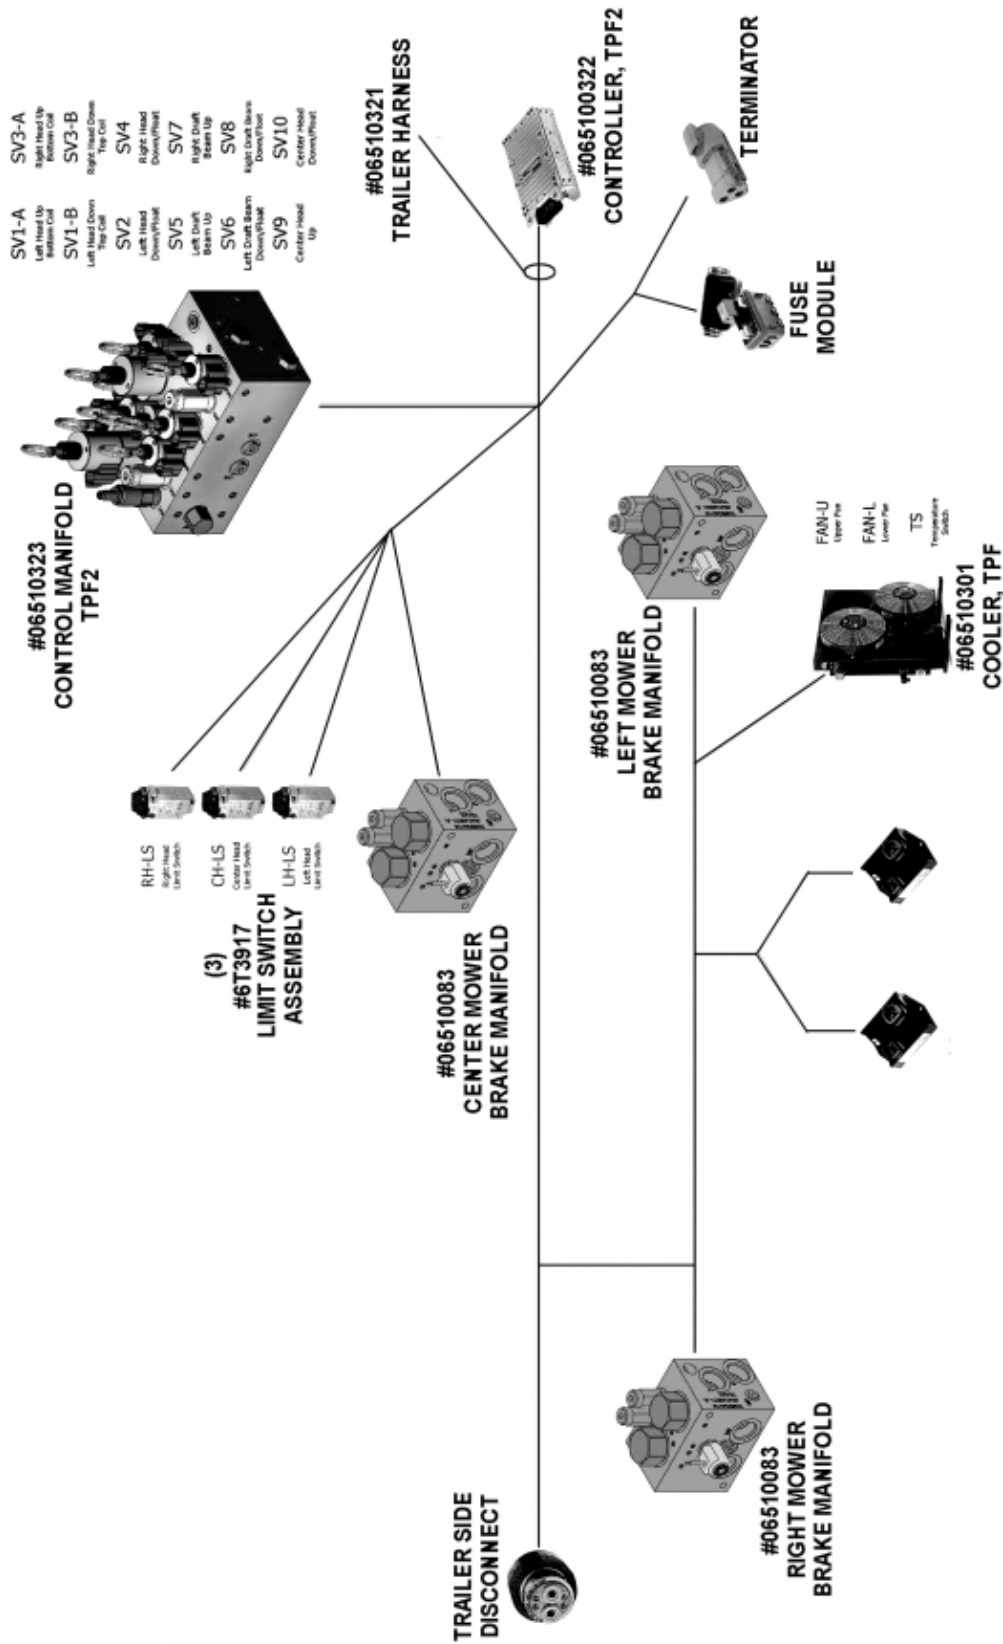 #06510323
CONTROL MANIFOLD
TPF2
SV1-A
Left Head Up
Bottom Coil
SV1-B
Left Head Down
Top Coil
SV2
Left Head
Down/Float
SV5
Left Draft
Beam Up
SV6
Left Draft Beam
Down/Float
SV9
Center Head
Up
SV3-A
Right Head Up
Bottom Coil
SV3-B
Right Head Down
Top Coil
SV4
Right Head
Down/Float
SV7
Right Draft
Beam Up
SV8
Right Draft Beam
Down/Float
SV10
Center Head
Down/Float
RH-LS
Right Head
Limit Switch
CH-LS
Center Head
Limit Switch
LH-LS
Left Head
Limit Switch
(3)
#6T3917
LIMIT SWITCH
ASSEMBLY
#06510321
TRAILER HARNESS
#065100322
CONTROLLER, TPF2
#06510083
CENTER MOWER
BRAKE MANIFOLD
TERMINATOR
FUSE
MODULE
TRAILER SIDE
DISCONNECT
#06510083
LEFT MOWER
BRAKE MANIFOLD
FAN-U
Upper Fan
FAN-L
Lower Fan
TS
Temperature
Switch
#06510301
COOLER, TPF
#06510083
RIGHT MOWER
BRAKE MANIFOLD